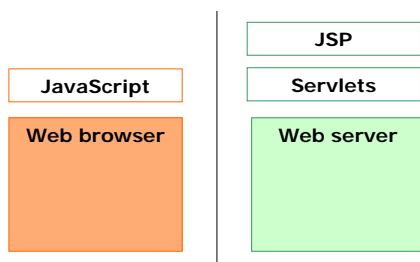 JSP
JavaScript
Servlets
Web browser
Web server